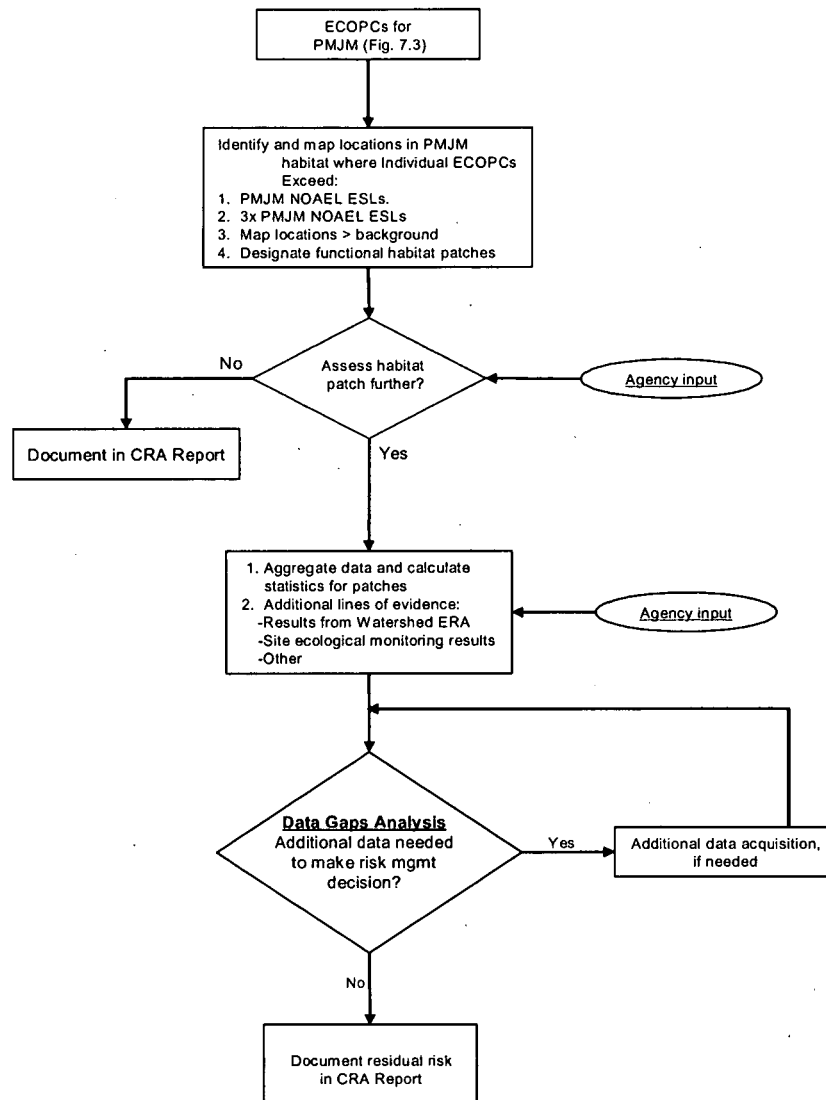 ECOPCs for
PMJM (Fig. 7.3)
Identify and map locations in PMJM
habitat where Individual ECOPCs
Exceed:
1. PMJM NOAEL ESLs.
2. 3x PMJM NOAEL ESLs
3. Map locations > background
4. Designate functional habitat patches
No
Assess habitat
patch further?
Agency input
Document in CRA Report
Yes
1. Aggregate data and calculate
statistics for patches
2. Additional lines of evidence:
-Results from Watershed ERA
-Site ecological monitoring results
-Other
Agency input
Data Gaps Analysis
Additional data needed
to make risk mgmt
decision?
Yes
Additional data acquisition,
if needed
No
Document residual risk
in CRA Report